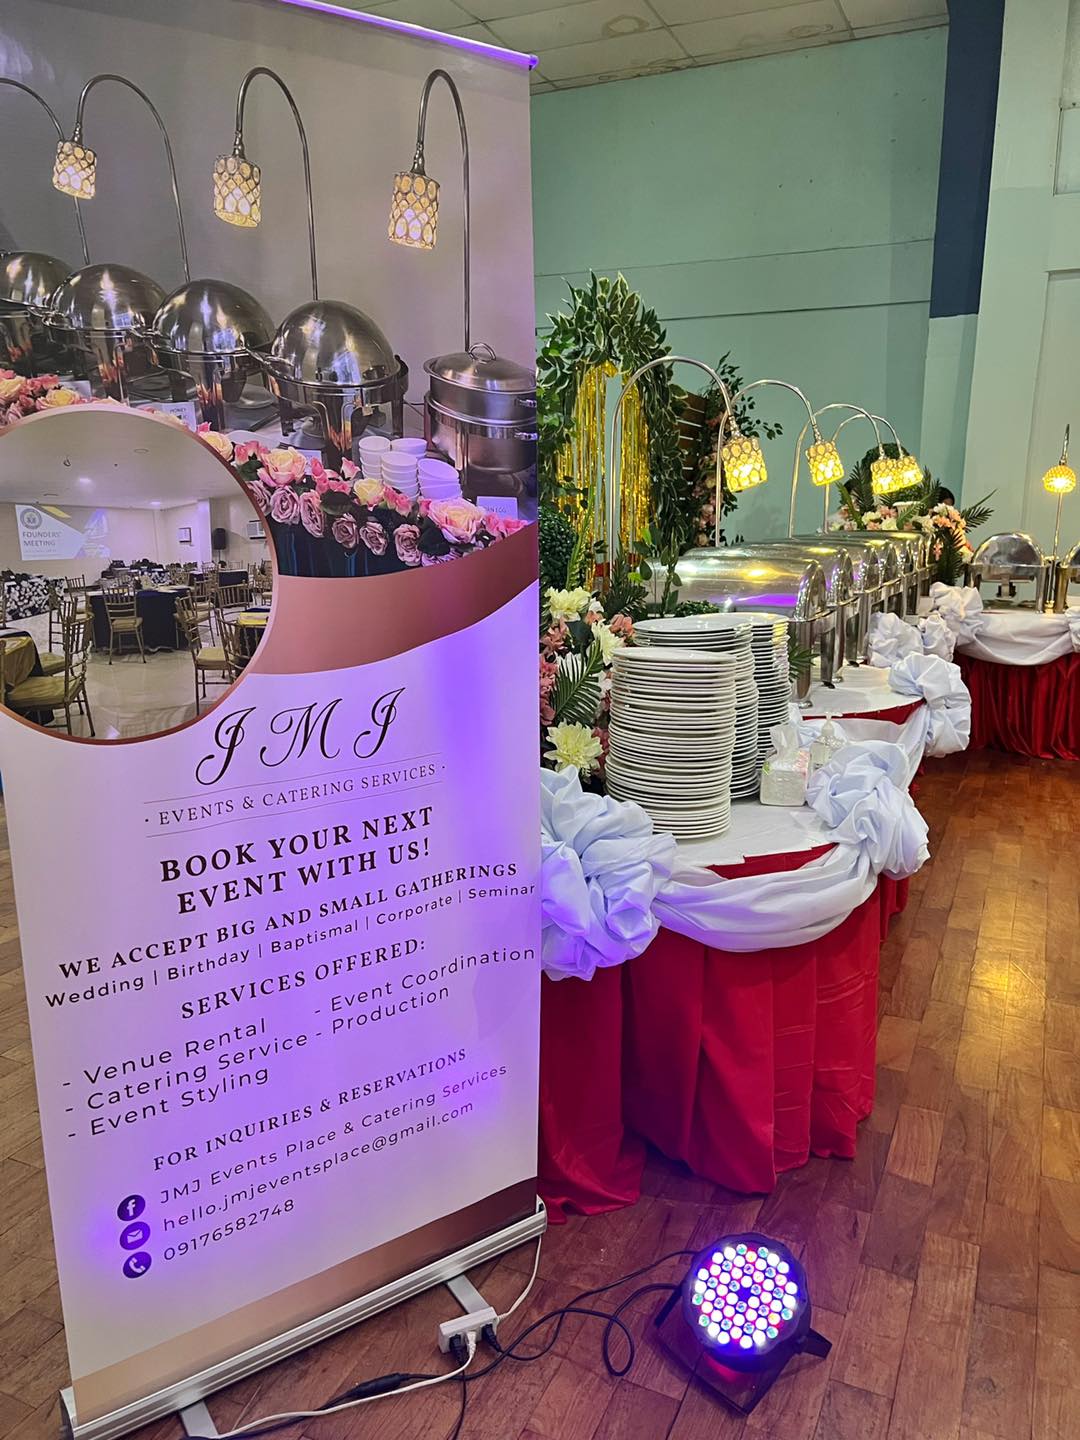 HONEY
FOUNDERS'
MEETING
J M J
· EVENTS & CATERING SERVICES ·
BOOK YOUR NEXT
EVENT WITH US!
WE ACCEPT BIG AND SMALL GATHERINGS
Wedding | Birthday | Baptismal | Corporate | Seminar
SERVICES OFFERED:
- Venue Rental
- Catering Service
- Event Styling
- Event Coordination
- Production
FOR INQUIRIES & RESERVATIONS
JMJ Events Place & Catering Services
hello.jmjeventsplace@gmail.com
09176582748